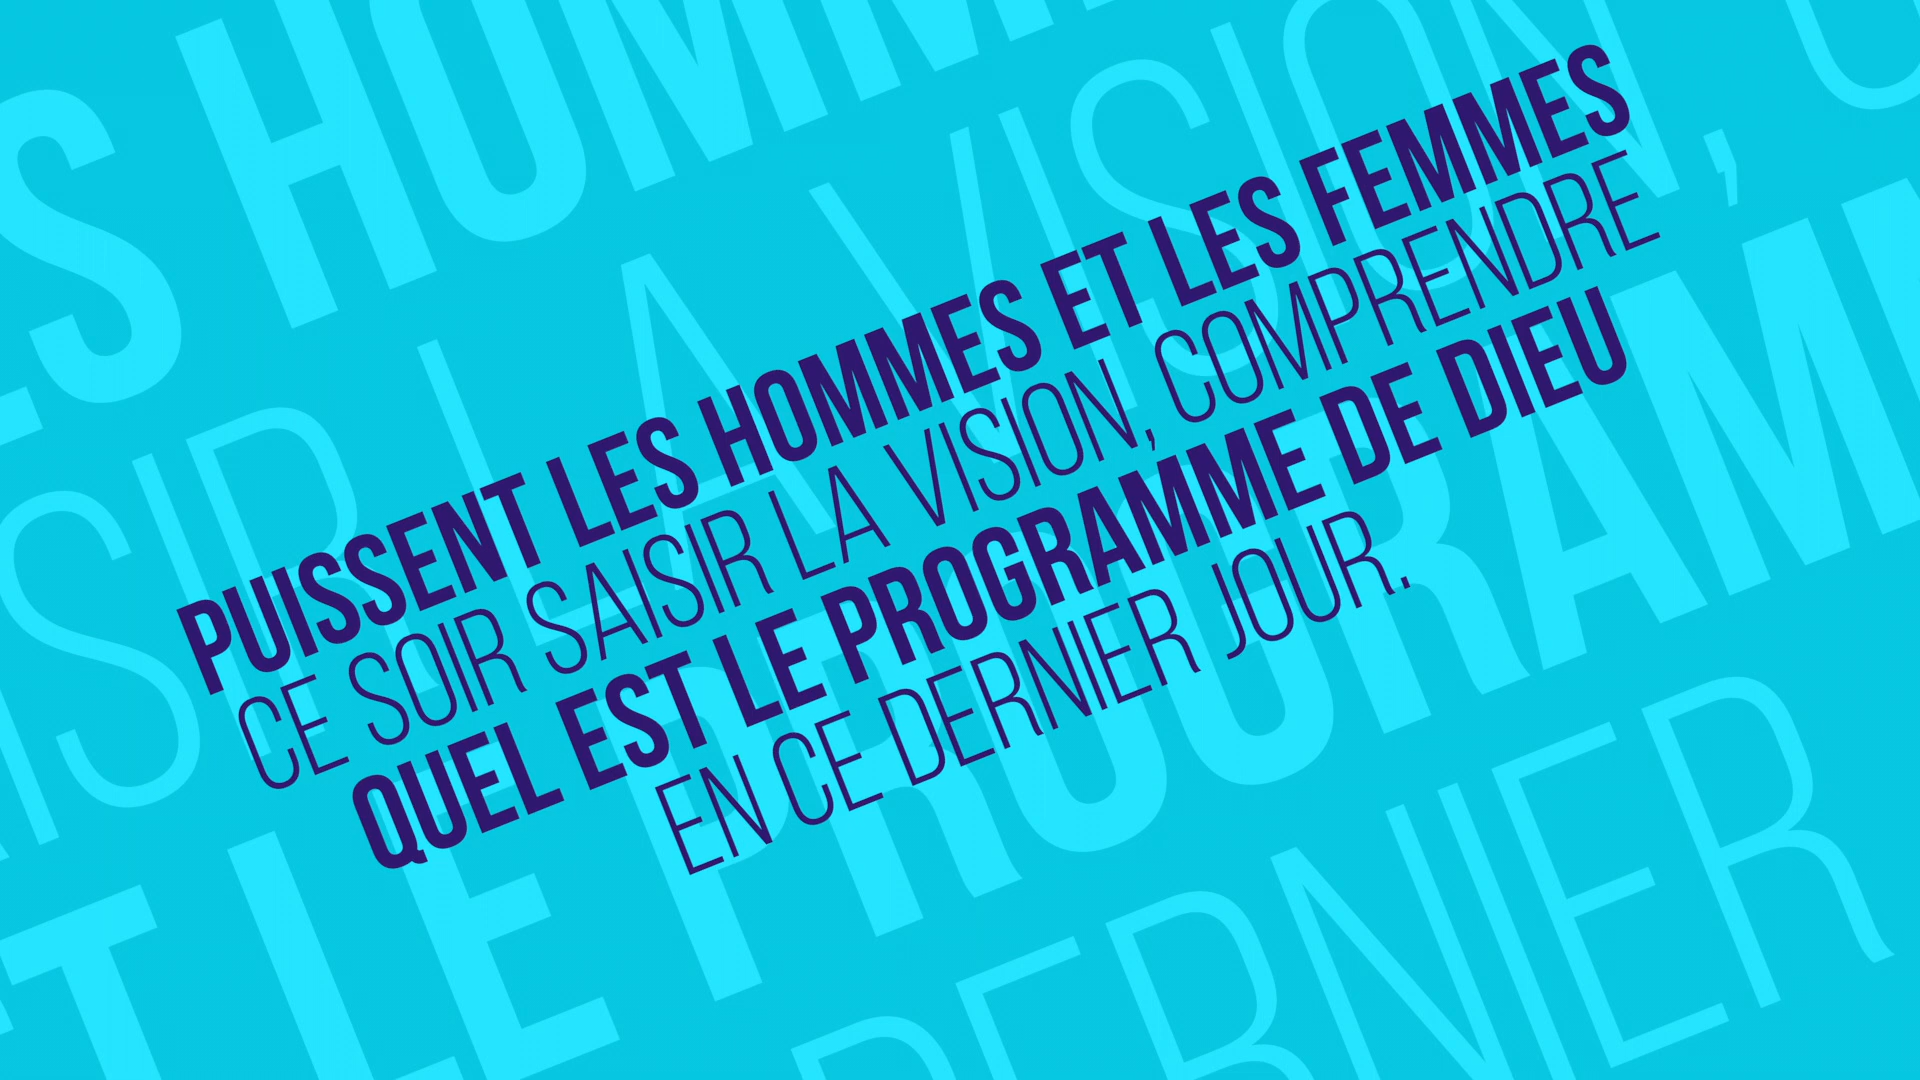 PUISSENT LES HOMMES ET LES FEMMES
CE SOIR SAISIR LA VISION, COMPRENDRE
QUEL EST LE PROGRAMME DE DIEU
EN CE DERNIER JOUR.